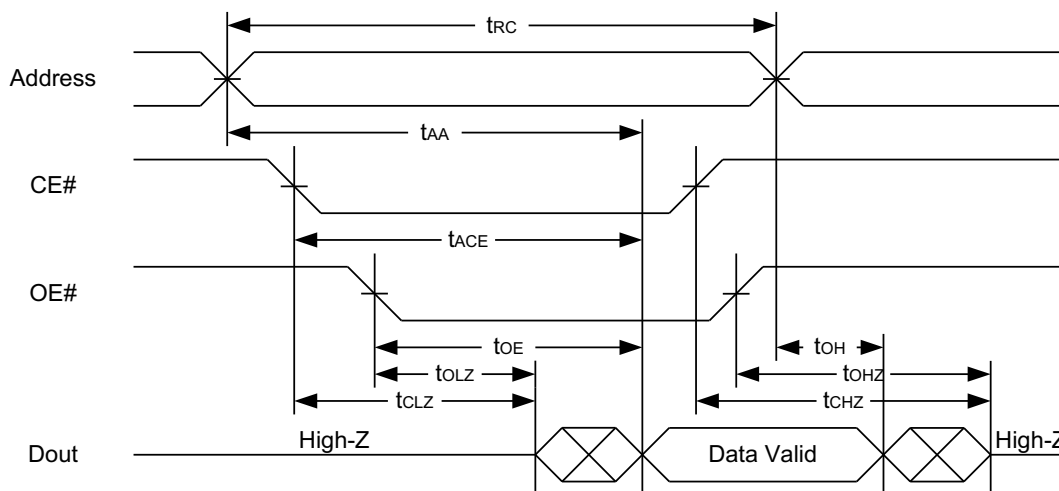 tRC
Address
tAA
CE#
tACE
OE#
tOE
tOH
tOLZ
tOHZ
tCLZ
tCHZ
High-Z
High-Z
Dout
Data Valid